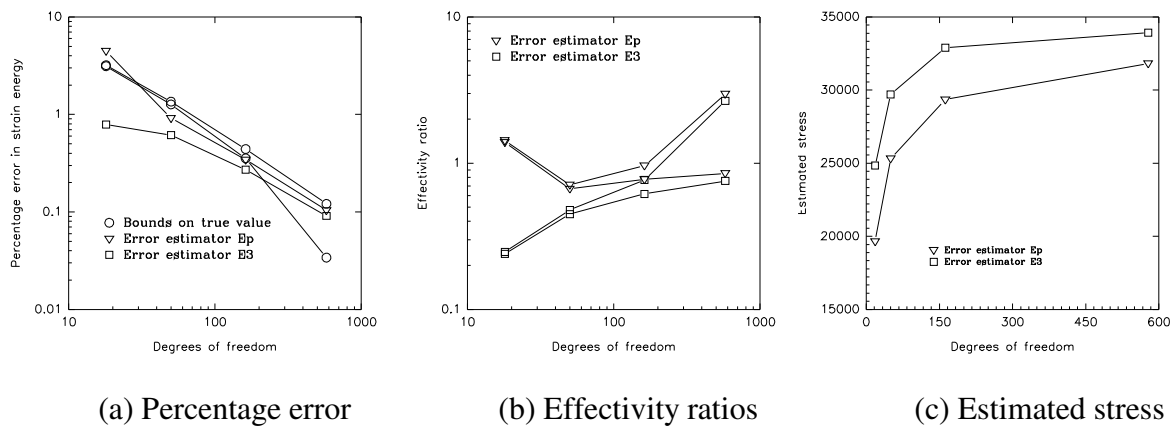 10
1
0.1
0.01
Percentage error in strain energy
Bounds on true value
Error estimator Ep
Error estimator E3
10
100
1000
Degrees of freedom
(a) Percentage error
10
1
0.1
Effectivity ratio
Error estimator Ep
Error estimator E3
10
100
1000
Degrees of freedom
(b) Effectivity ratios
35000
30000
25000
20000
15000
Estimated stress
Error estimator Ep
Error estimator E3
0
150
300
450
600
Degrees of freedom
(c) Estimated stress